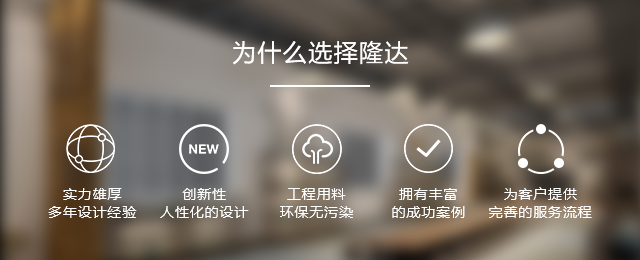 为什么选择隆达
NEW
实力雄厚
多年设计经验
创新性
人性化的设计
工程用料
环保无污染
拥有丰富
的成功案例
为客户提供
完善的服务流程